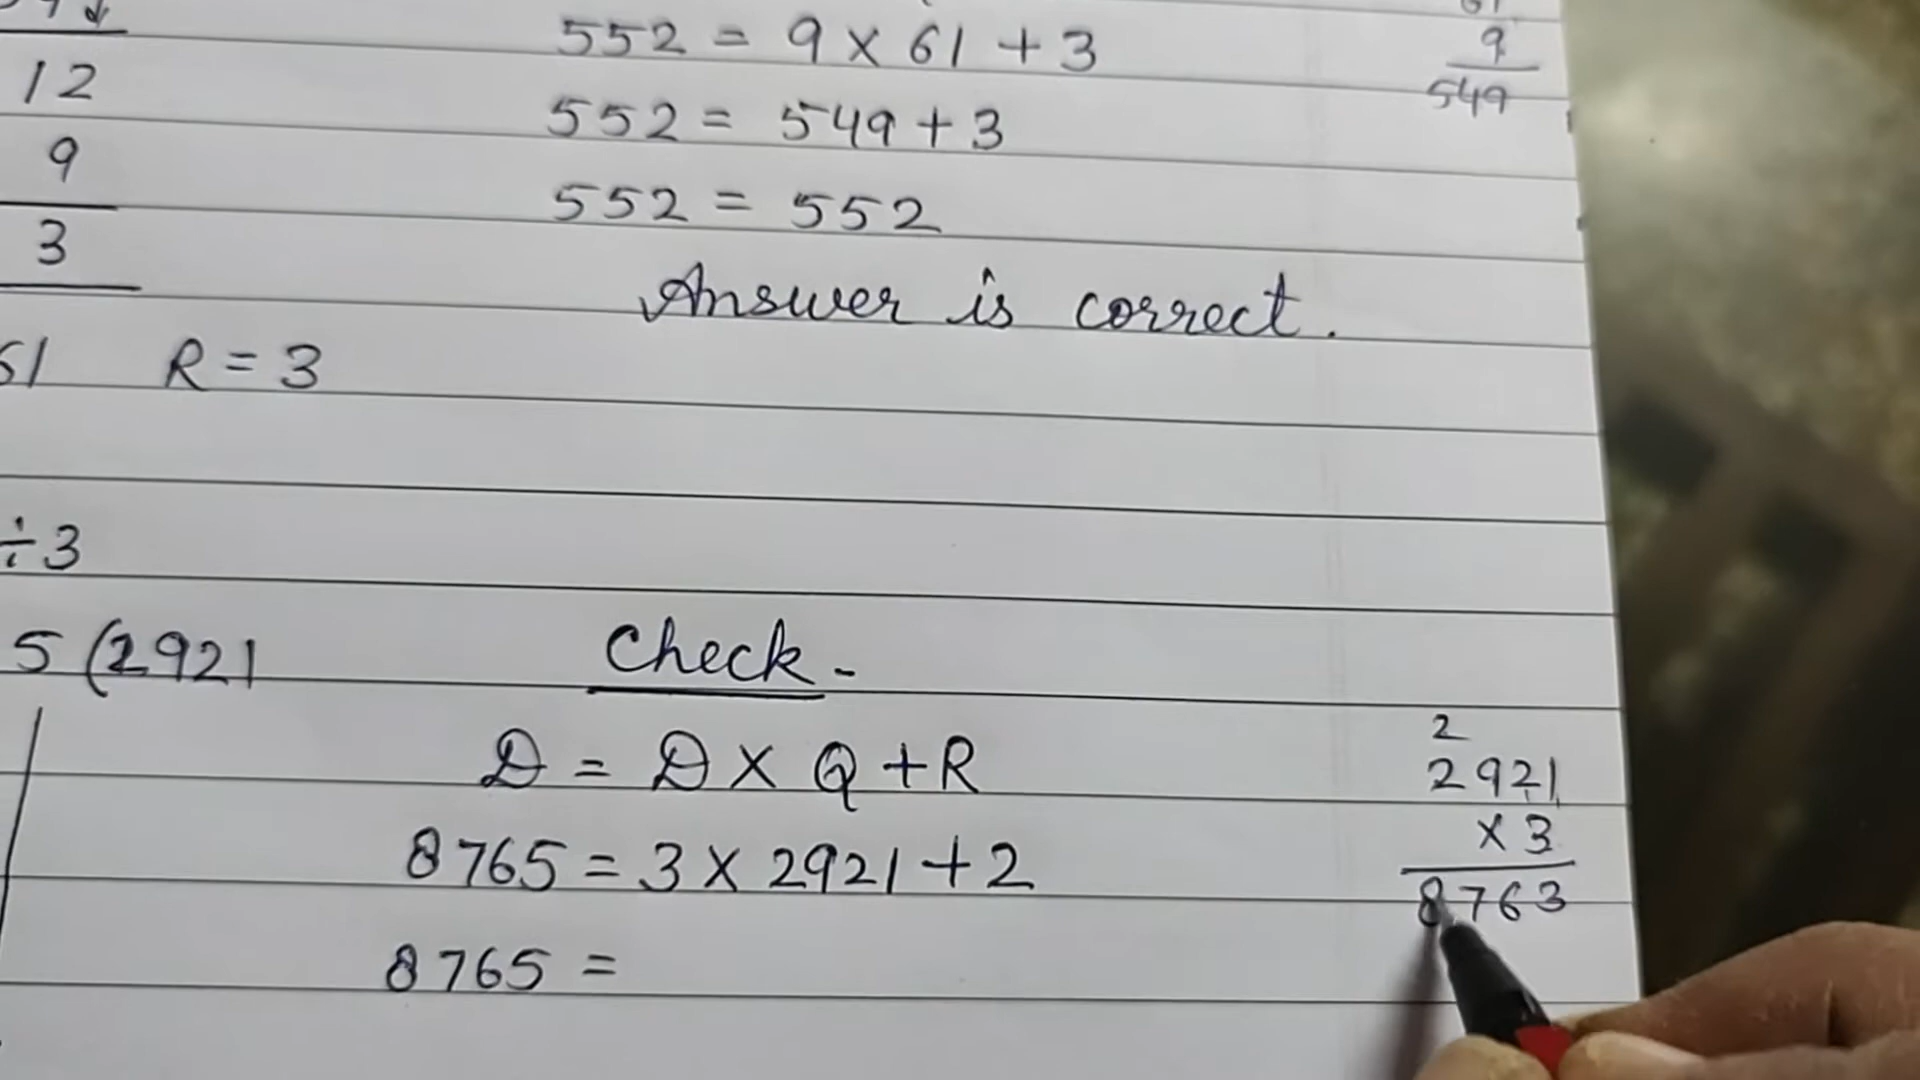 552 = 9 × 61 + 3
9
549
12
552 = 549 + 3
9
552 = 552
3
Answer is correct.
61 R = 3
÷3
5 (2921
Check -
D = D × Q + R
8765 = 3 × 2921 + 2
8765 =
2
2921
× 3
8763